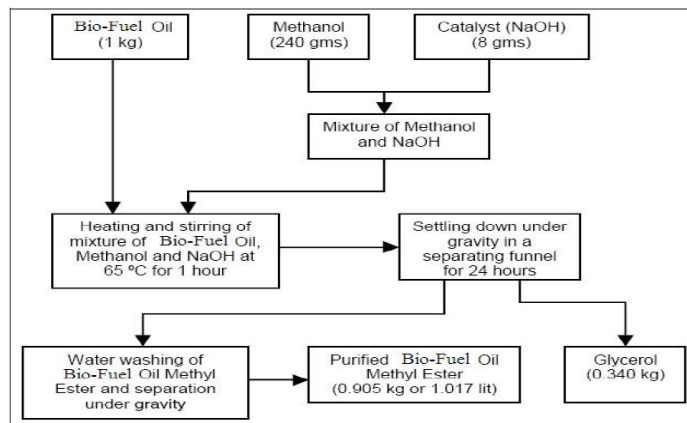 Bio-Fuel Oil
(1 kg)
Methanol
(240 gms)
Catalyst (NaOH)
(8 gms)
Mixture of Methanol
and NaOH
Heating and stirring of
mixture of Bio-Fuel Oil,
Methanol and NaOH at
65 ºC for 1 hour
Settling down under
gravity in a
separating funnel
for 24 hours
Water washing of
Bio-Fuel Oil Methyl
Ester and separation
under gravity
Purified Bio-Fuel Oil
Methyl Ester
(0.905 kg or 1.017 lit)
Glycerol
(0.340 kg)